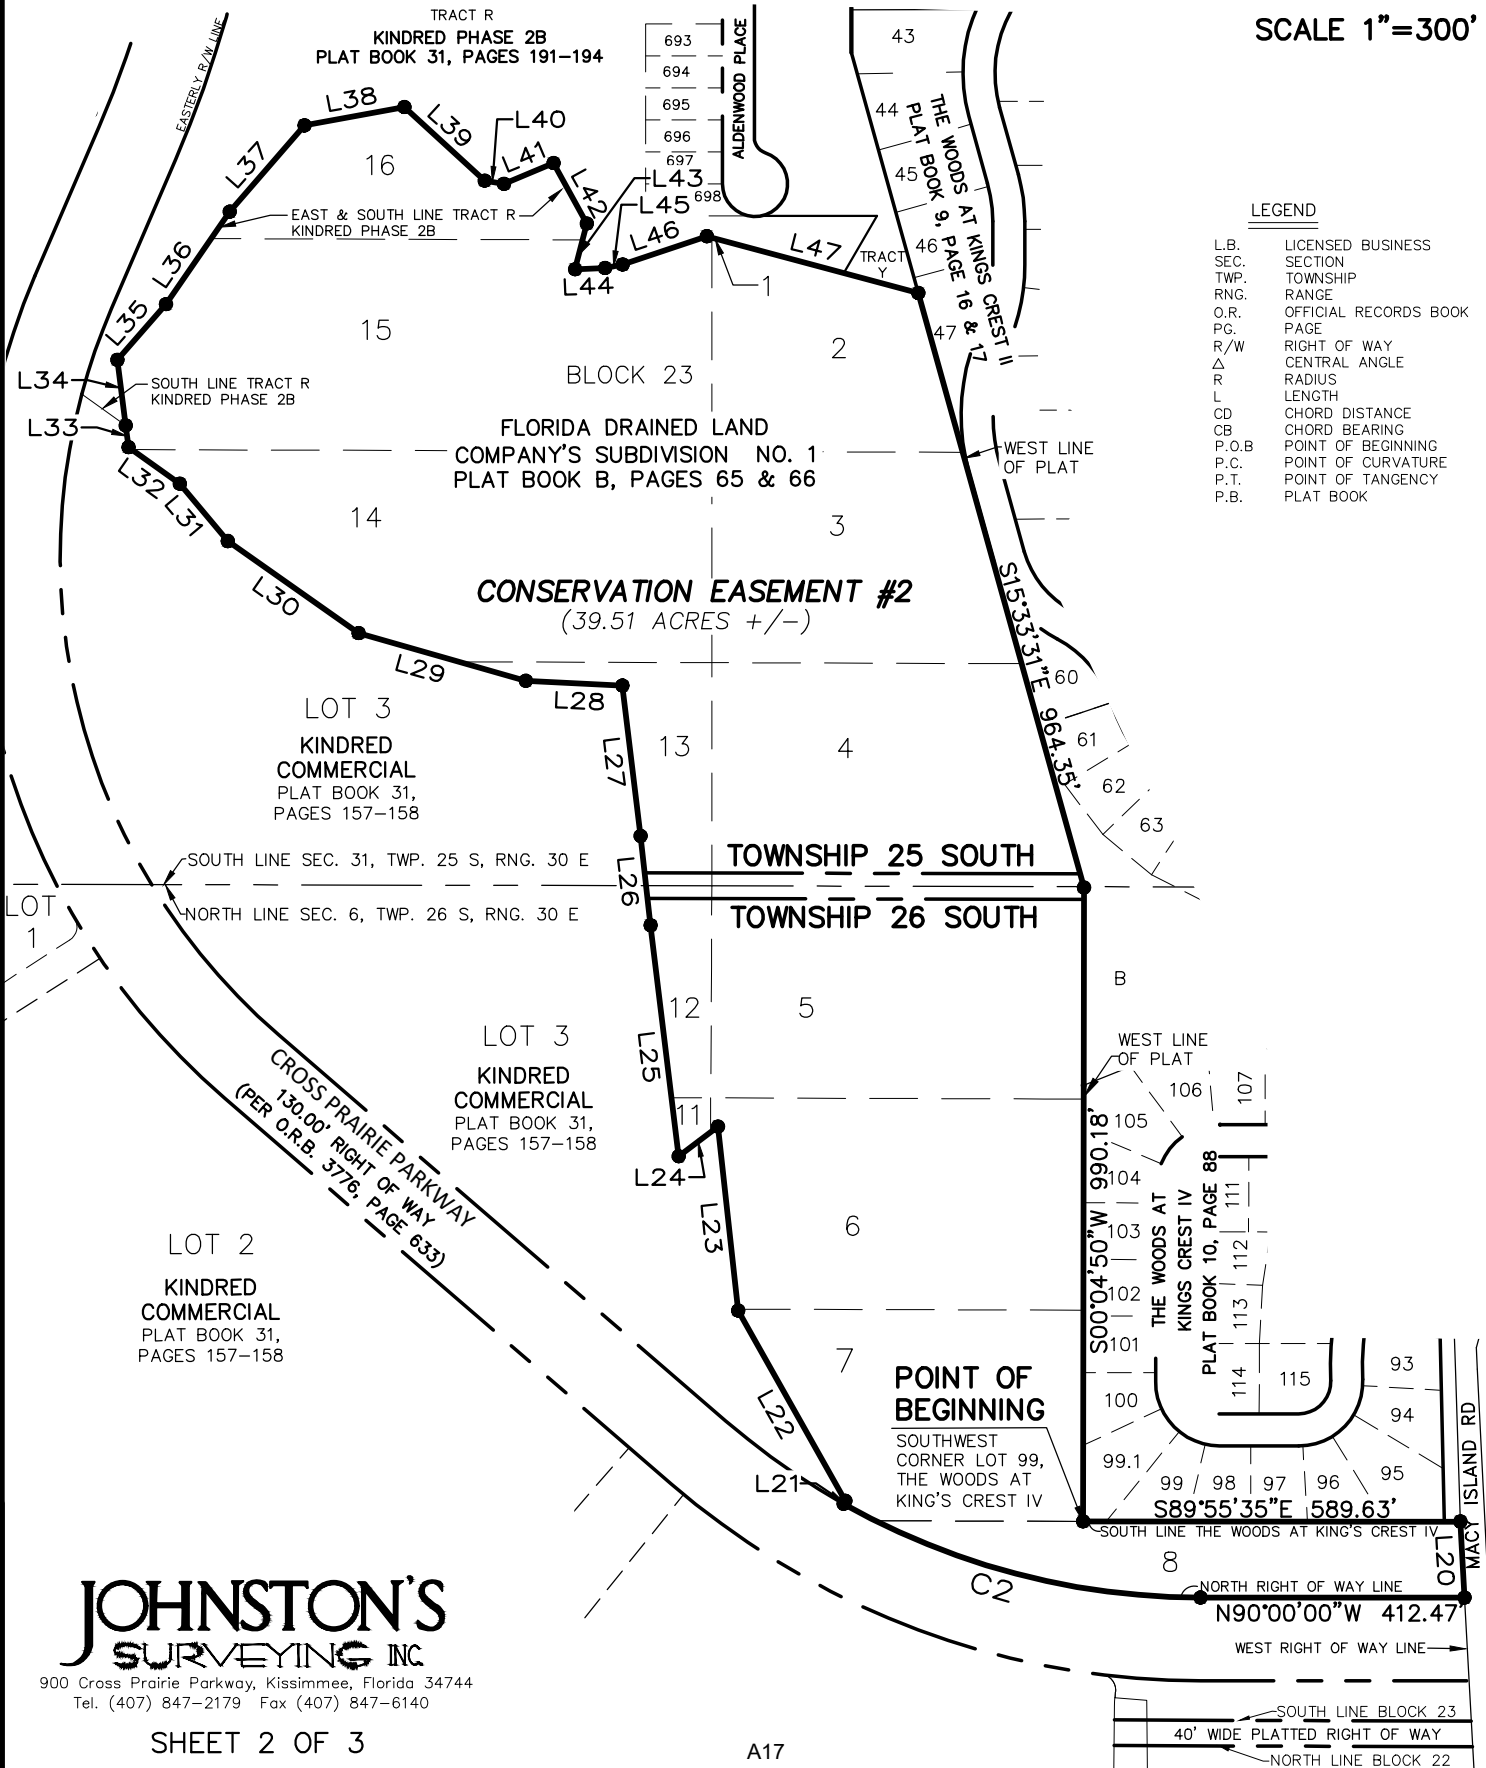 TRACT R
KINDRED PHASE 2B
PLAT BOOK 31, PAGES 191-194
SCALE 1"=300'
EASTERLY R/W LINE
693
694
695
696
697
698
ALDENWOOD PLACE
43
44
45
46
47
THE WOODS AT KINGS CREST II
PLAT BOOK 9, PAGE 16 & 17
L38
L39
L40
L41
L37
16
L42
L43
L45
EAST & SOUTH LINE TRACT R
KINDRED PHASE 2B
L46
L47
TRACT
Y
L36
L44
1
L35
15
2
LEGEND
L.B. LICENSED BUSINESS
SEC. SECTION
TWP. TOWNSHIP
RNG. RANGE
O.R. OFFICIAL RECORDS BOOK
PG. PAGE
R/W RIGHT OF WAY
△ CENTRAL ANGLE
R RADIUS
L LENGTH
CD CHORD DISTANCE
CB CHORD BEARING
P.O.B POINT OF BEGINNING
P.C. POINT OF CURVATURE
P.T. POINT OF TANGENCY
P.B. PLAT BOOK
L34
SOUTH LINE TRACT R
KINDRED PHASE 2B
BLOCK 23
L33
FLORIDA DRAINED LAND
COMPANY'S SUBDIVISION NO. 1
PLAT BOOK B, PAGES 65 & 66
WEST LINE
OF PLAT
L32
L31
14
3
L30
CONSERVATION EASEMENT #2
(39.51 ACRES +/-)
S15°33'31"E 964.35'
L29
L28
60
61
62
63
LOT 3
KINDRED
COMMERCIAL
PLAT BOOK 31,
PAGES 157-158
L27
13
4
SOUTH LINE SEC. 31, TWP. 25 S, RNG. 30 E
TOWNSHIP 25 SOUTH
L26
LOT
1
NORTH LINE SEC. 6, TWP. 26 S, RNG. 30 E
TOWNSHIP 26 SOUTH
B
12
5
L25
LOT 3
KINDRED
COMMERCIAL
PLAT BOOK 31,
PAGES 157-158
WEST LINE
OF PLAT
CROSS PRAIRIE PARKWAY
130.00' RIGHT OF WAY
(PER O.R.B. 3776, PAGE 633)
11
L24
S00°04'50"W 990.18'
106
107
105
104
103
102
101
100
99.1
THE WOODS AT
KINGS CREST IV
PLAT BOOK 10, PAGE 88
111
112
113
114
115
93
94
95
96
97
98
99
L23
6
LOT 2
KINDRED
COMMERCIAL
PLAT BOOK 31,
PAGES 157-158
7
L22
POINT OF
BEGINNING
SOUTHWEST
CORNER LOT 99,
THE WOODS AT
KING'S CREST IV
L21
S89°55'35"E 589.63'
SOUTH LINE THE WOODS AT KING'S CREST IV
L20
MACY ISLAND RD
8
C2
NORTH RIGHT OF WAY LINE
N90°00'00"W 412.47'
WEST RIGHT OF WAY LINE
SOUTH LINE BLOCK 23
40' WIDE PLATTED RIGHT OF WAY
NORTH LINE BLOCK 22
JOHNSTON'S
SURVEYING INC.
900 Cross Prairie Parkway, Kissimmee, Florida 34744
Tel. (407) 847-2179 Fax (407) 847-6140
SHEET 2 OF 3
A17